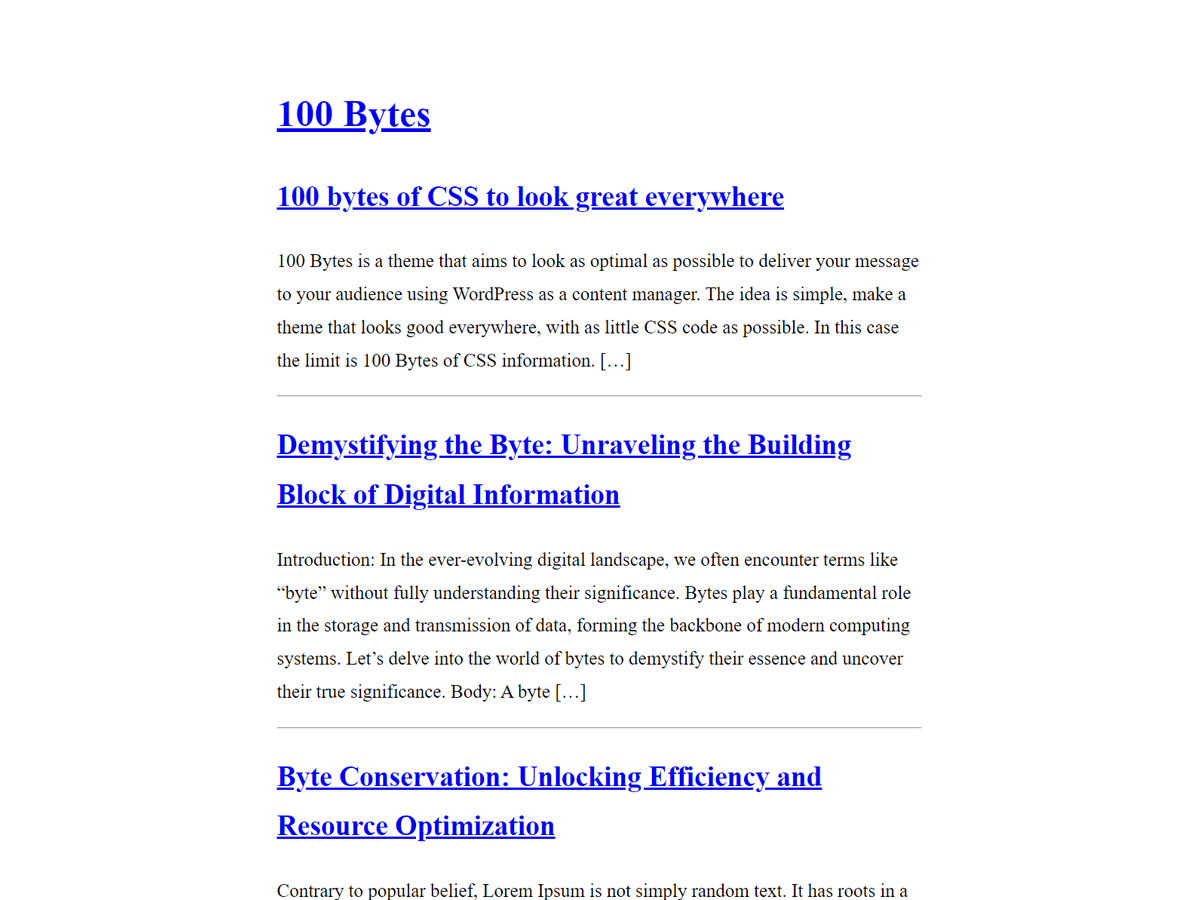 100 Bytes
100 bytes of CSS to look great everywhere
100 Bytes is a theme that aims to look as optimal as possible to deliver your message
to your audience using WordPress as a content manager. The idea is simple, make a
theme that looks good everywhere, with as little CSS code as possible. In this case
the limit is 100 Bytes of CSS information. […]
Demystifying the Byte: Unraveling the Building
Block of Digital Information
Introduction: In the ever-evolving digital landscape, we often encounter terms like
“byte” without fully understanding their significance. Bytes play a fundamental role
in the storage and transmission of data, forming the backbone of modern computing
systems. Let’s delve into the world of bytes to demystify their essence and uncover
their true significance. Body: A byte […]
Byte Conservation: Unlocking Efficiency and
Resource Optimization
Contrary to popular belief, Lorem Ipsum is not simply random text. It has roots in a